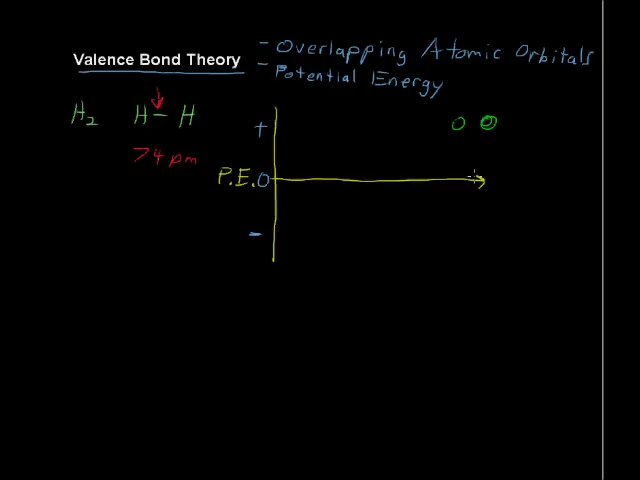 Valence Bond Theory
- Overlapping Atomic Orbitals
- Potential Energy
H2 H-H
74 pm
+
P.E. 0
-